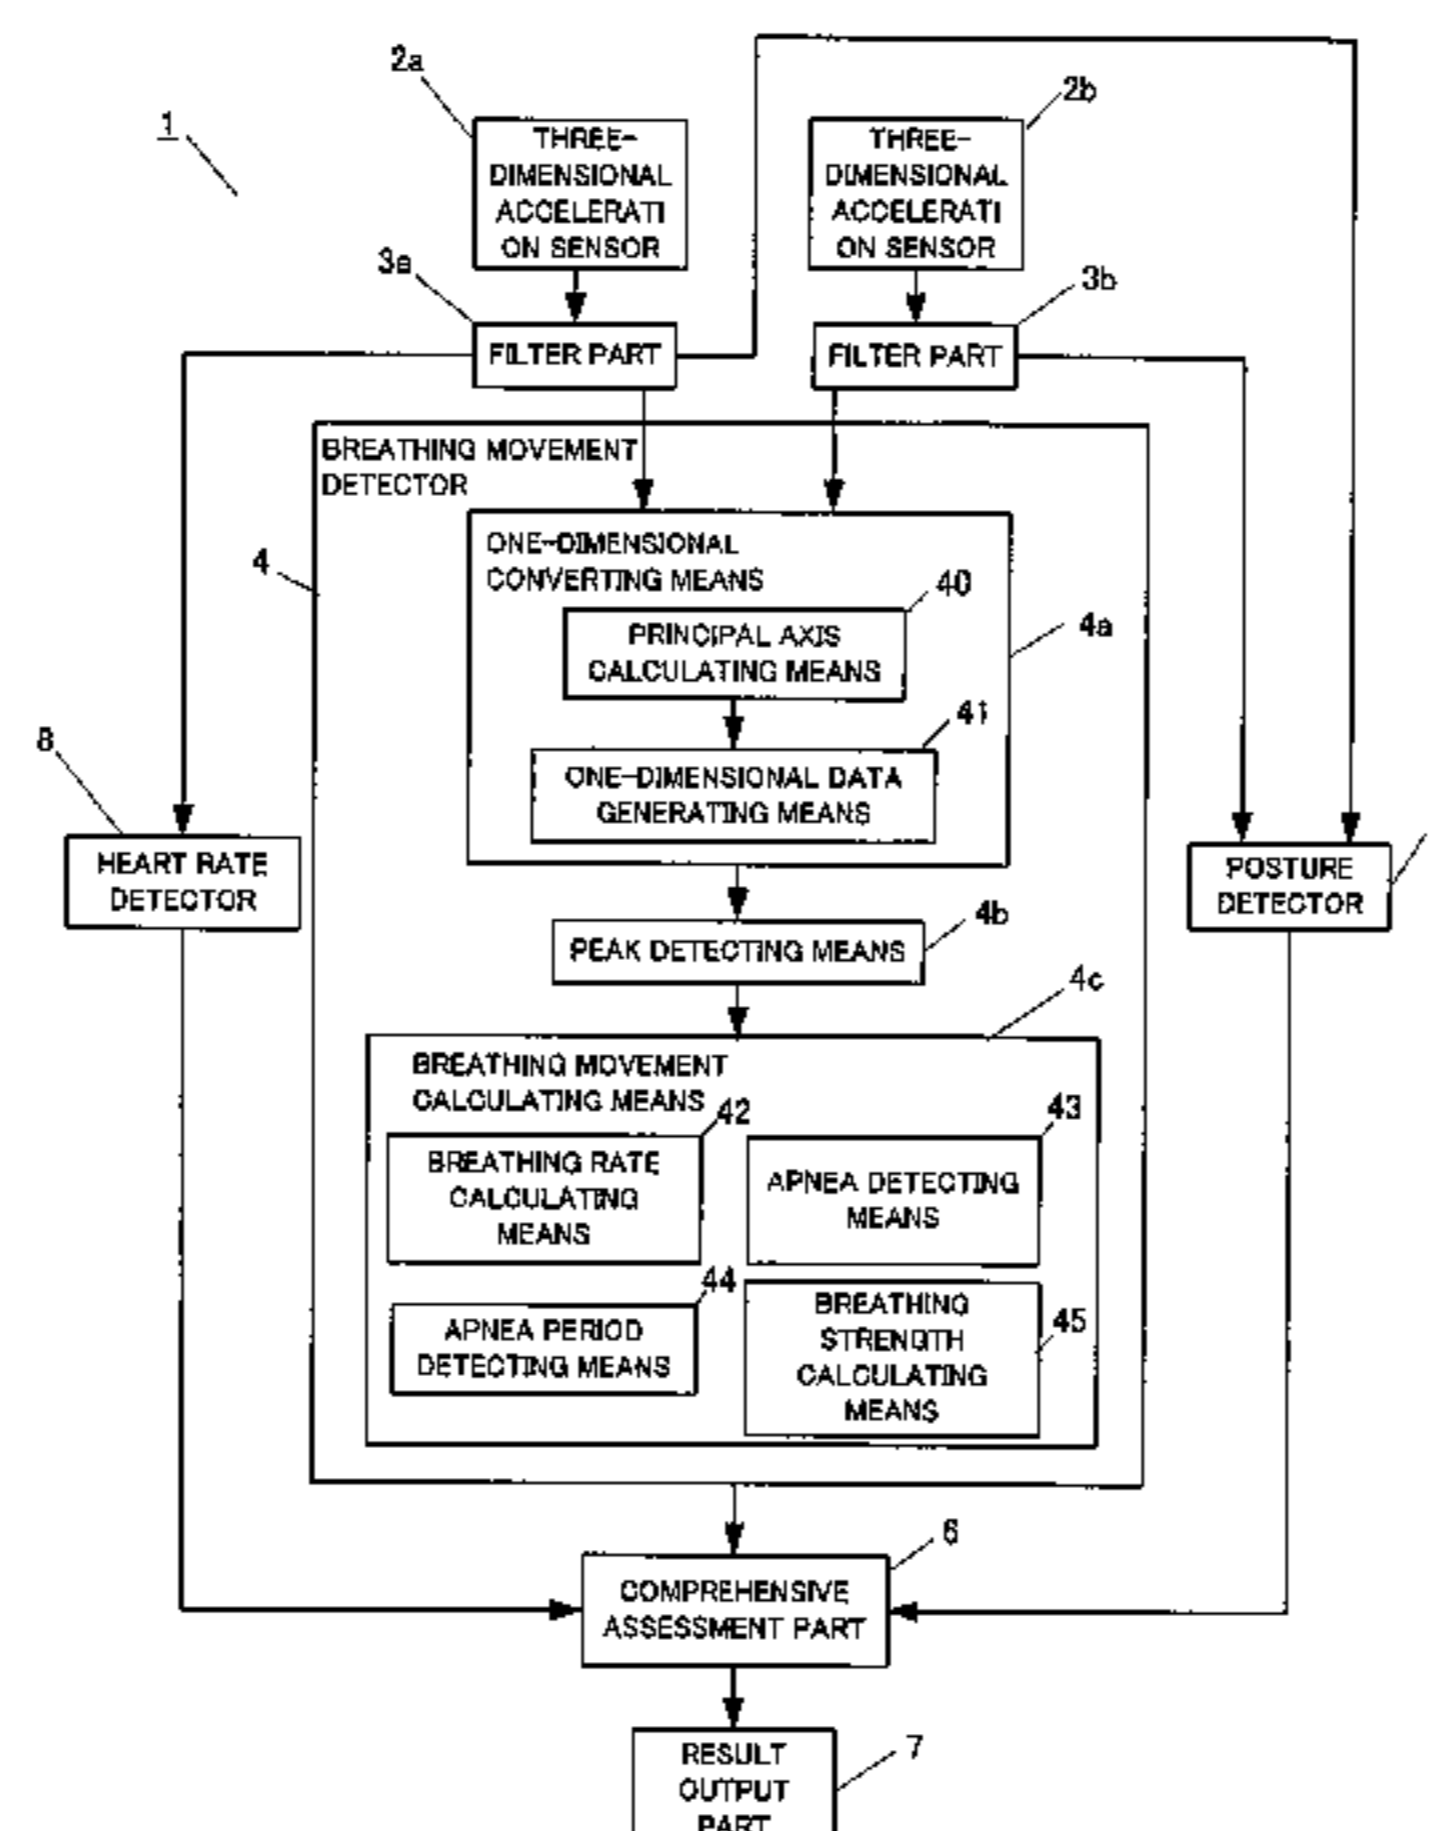 2a
2b
1
THREE-
DIMENSIONAL
ACCELERATI
ON SENSOR
THREE-
DIMENSIONAL
ACCELERATI
ON SENSOR
3a
3b
FILTER PART
FILTER PART
BREATHING MOVEMENT
DETECTOR
ONE-DIMENSIONAL
CONVERTING MEANS
4
40
4a
PRINCIPAL AXIS
CALCULATING MEANS
41
8
ONE-DIMENSIONAL DATA
GENERATING MEANS
HEART RATE
DETECTOR
POSTURE
DETECTOR
4b
PEAK DETECTING MEANS
4c
BREATHING MOVEMENT
CALCULATING MEANS
42
43
BREATHING RATE
CALCULATING
MEANS
APNEA DETECTING
MEANS
44
45
APNEA PERIOD
DETECTING MEANS
BREATHING
STRENGTH
CALCULATING
MEANS
6
COMPREHENSIVE
ASSESSMENT PART
7
RESULT
OUTPUT
PART